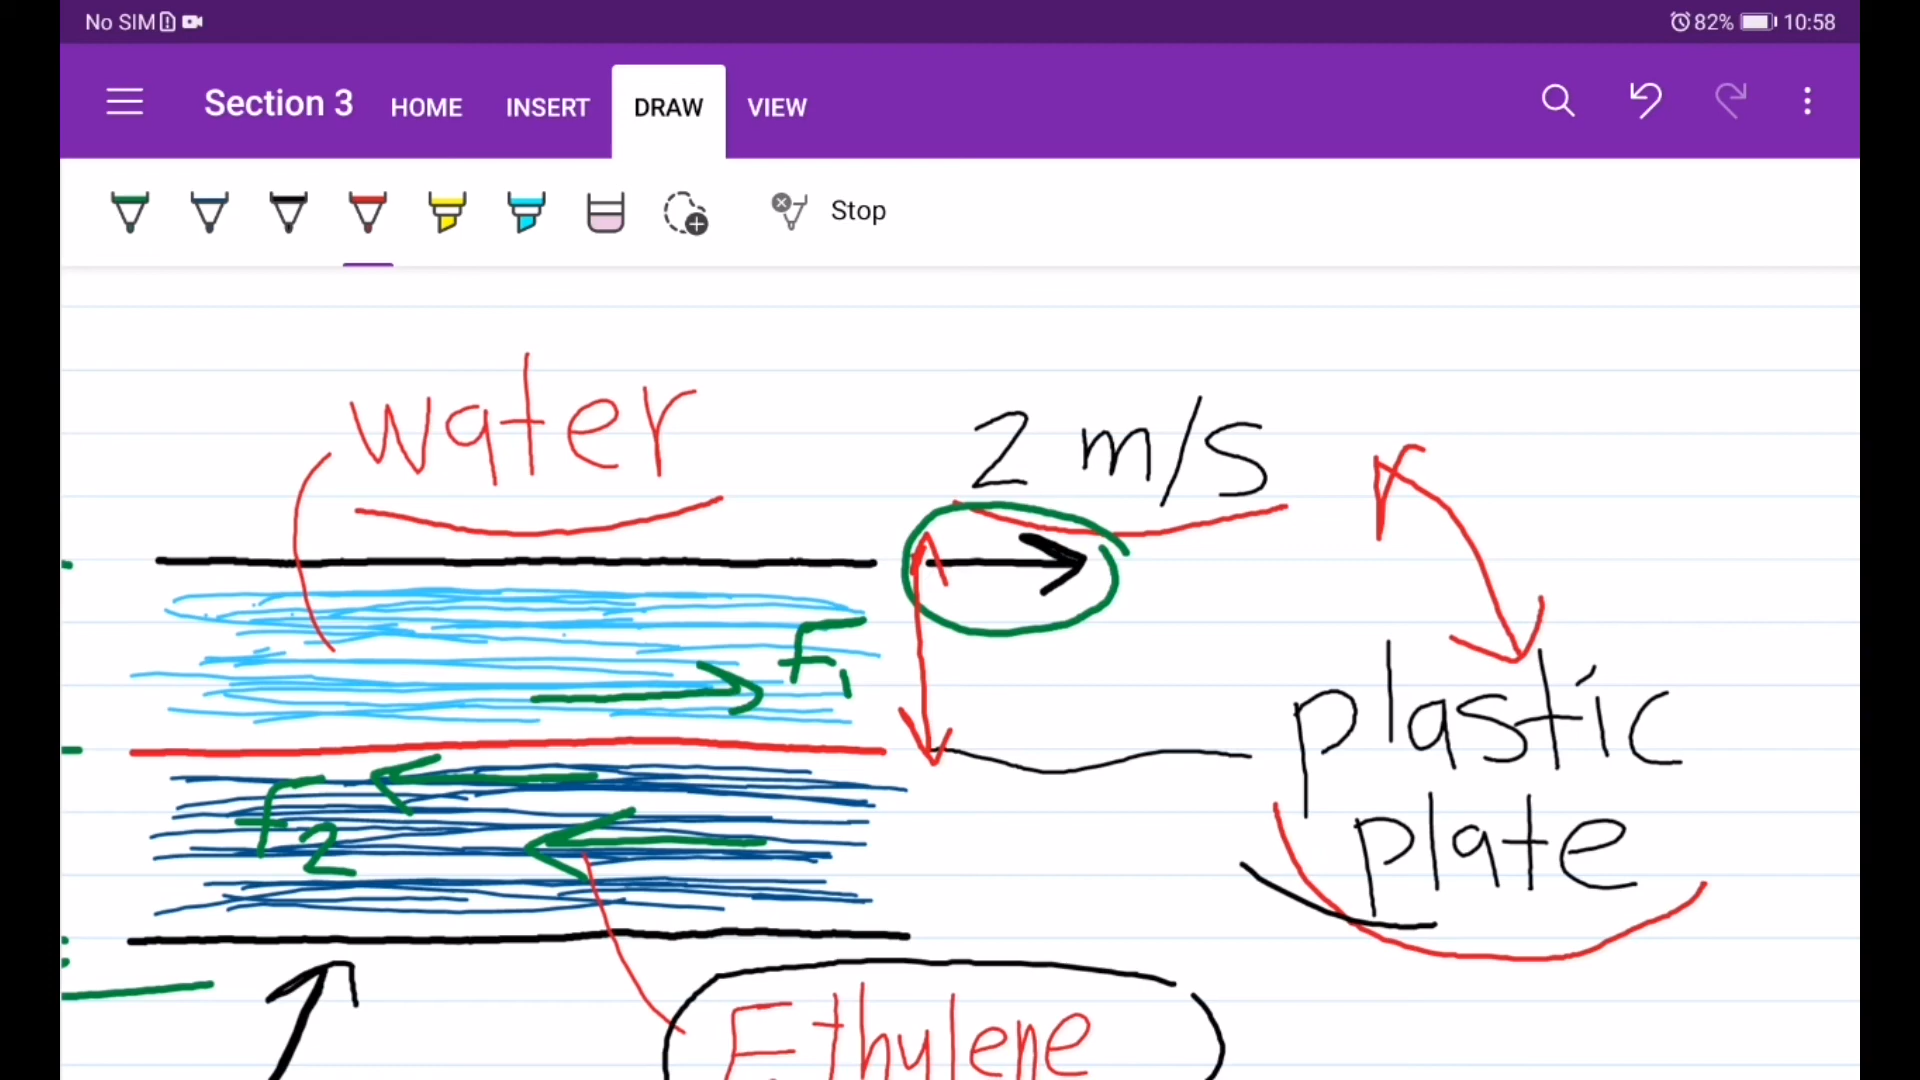 No SIM
82% 10:58
Section 3 HOME INSERT DRAW VIEW
Stop
water
2 m/s
F1
plastic
F2
plate
Ethylene